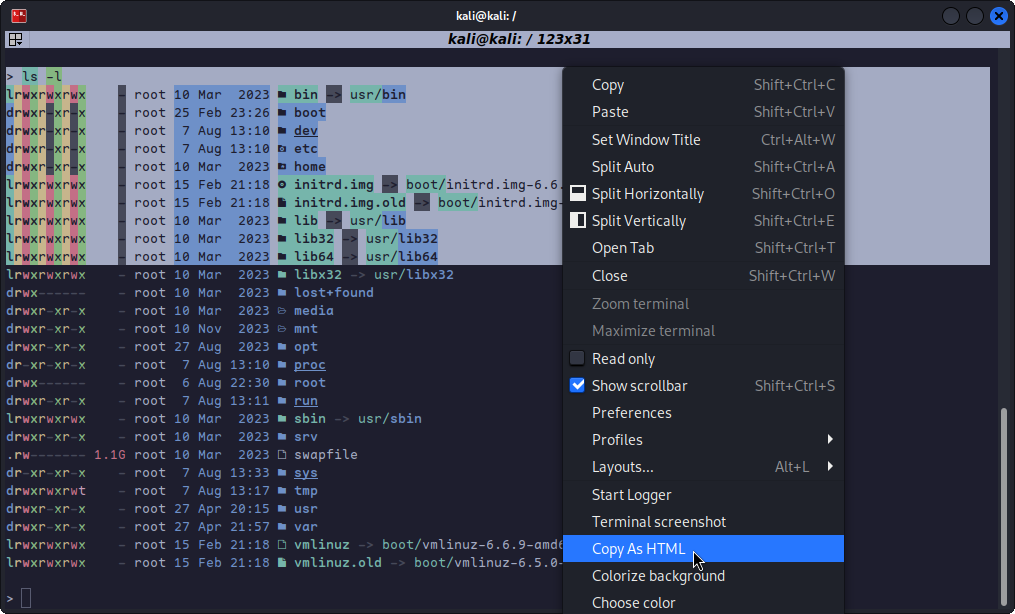 kali@kali: /
kali@kali: / 123x31
> ls -l
lrwxrwxrwx - root 10 Mar 2023 bin -> usr/bin
drwxr-xr-x - root 25 Feb 23:26 boot
drwxr-xr-x - root 7 Aug 13:10 dev
drwxr-xr-x - root 7 Aug 13:10 etc
drwxr-xr-x - root 10 Mar 2023 home
lrwxrwxrwx - root 15 Feb 21:18 initrd.img -> boot/initrd.img-6.6.
lrwxrwxrwx - root 15 Feb 21:18 initrd.img.old -> boot/initrd.img-
lrwxrwxrwx - root 10 Mar 2023 lib -> usr/lib
lrwxrwxrwx - root 10 Mar 2023 lib32 -> usr/lib32
lrwxrwxrwx - root 10 Mar 2023 lib64 -> usr/lib64
lrwxrwxrwx - root 10 Mar 2023 libx32 -> usr/libx32
drwx------ - root 10 Mar 2023 lost+found
drwxr-xr-x - root 10 Mar 2023 media
drwxr-xr-x - root 10 Nov 2023 mnt
drwxr-xr-x - root 27 Aug 2023 opt
dr-xr-xr-x - root 7 Aug 13:10 proc
drwx------ - root 6 Aug 22:30 root
drwxr-xr-x - root 7 Aug 13:11 run
lrwxrwxrwx - root 10 Mar 2023 sbin -> usr/sbin
drwxr-xr-x - root 10 Mar 2023 srv
.rw------- 1.1G root 10 Mar 2023 swapfile
dr-xr-xr-x - root 7 Aug 13:33 sys
drwxrwxrwt - root 7 Aug 13:17 tmp
drwxr-xr-x - root 27 Apr 20:15 usr
drwxr-xr-x - root 27 Apr 21:57 var
lrwxrwxrwx - root 15 Feb 21:18 vmlinuz -> boot/vmlinuz-6.6.9-amd6
lrwxrwxrwx - root 15 Feb 21:18 vmlinuz.old -> boot/vmlinuz-6.5.0-
>
Copy Shift+Ctrl+C
Paste Shift+Ctrl+V
Set Window Title Ctrl+Alt+W
Split Auto Shift+Ctrl+A
Split Horizontally Shift+Ctrl+O
Split Vertically Shift+Ctrl+E
Open Tab Shift+Ctrl+T
Close Shift+Ctrl+W
Zoom terminal
Maximize terminal
Read only
Show scrollbar Shift+Ctrl+S
Preferences
Profiles
Layouts... Alt+L
Start Logger
Terminal screenshot
Copy As HTML
Colorize background
Choose color